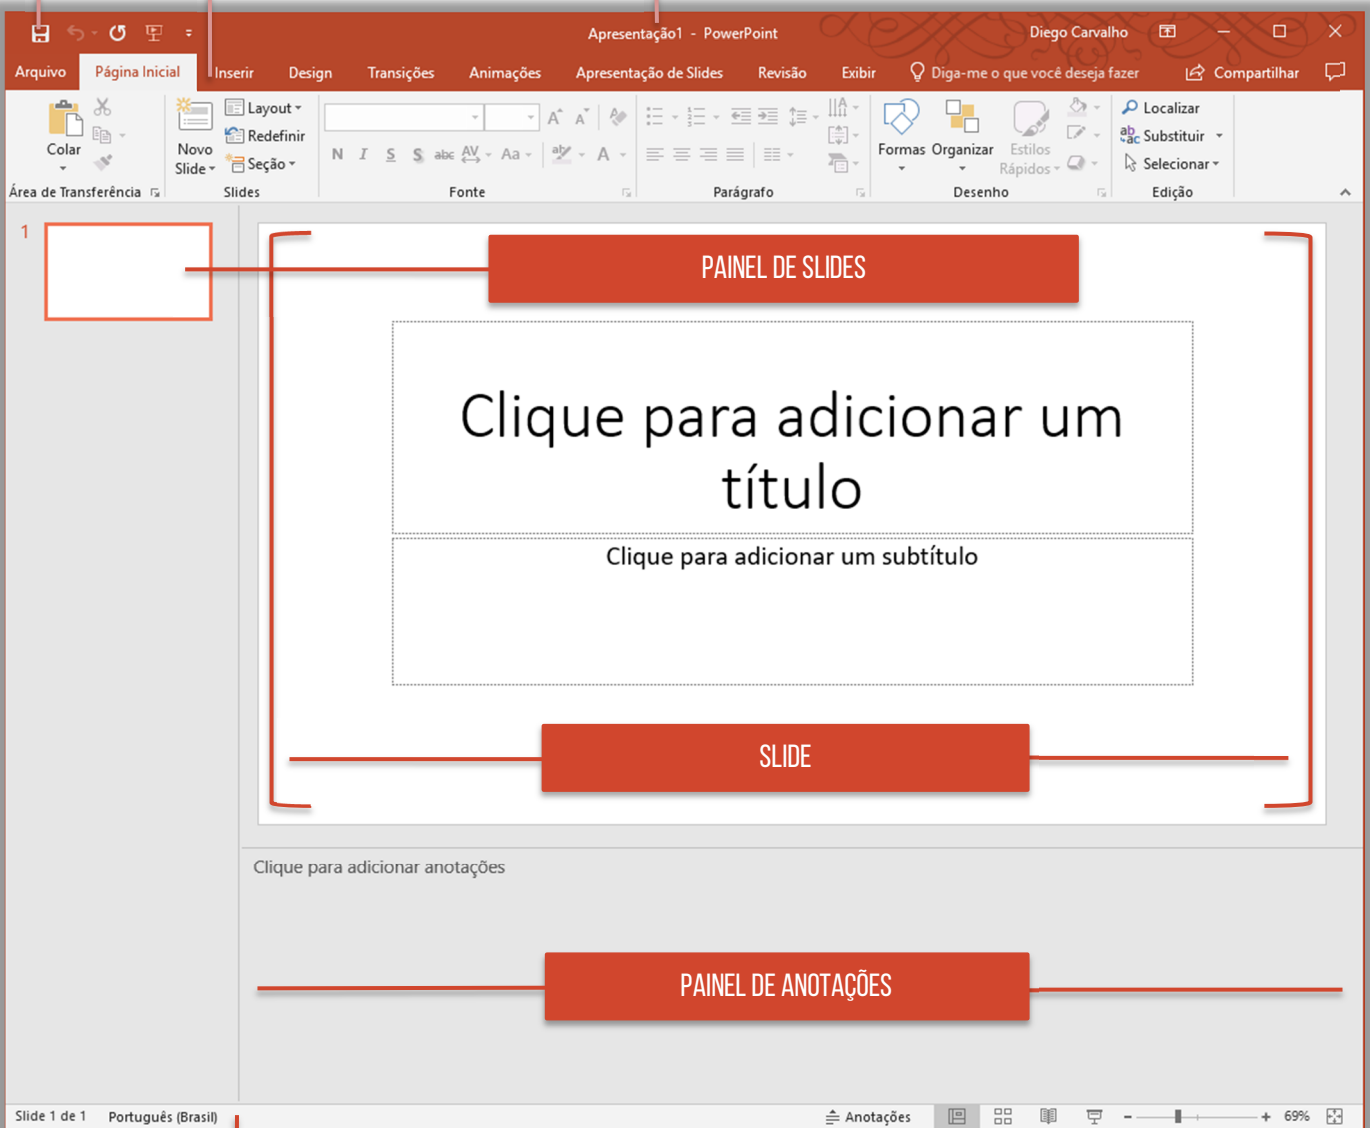 Apresentação1 - PowerPoint
Diego Carvalho
Arquivo
Página Inicial
Inserir
Design
Transições
Animações
Apresentação de Slides
Revisão
Exibir
Diga-me o que você deseja fazer
Compartilhar
Colar
Novo
Slide
Layout
Redefinir
Seção
N I S S abc AV Aa A
Formas
Organizar
Estilos
Rápidos
Localizar
Substituir
Selecionar
Área de Transferência
Slides
Fonte
Parágrafo
Desenho
Edição
1
PAINEL DE SLIDES
Clique para adicionar um
título
Clique para adicionar um subtítulo
SLIDE
Clique para adicionar anotações
PAINEL DE ANOTAÇÕES
Slide 1 de 1
Português (Brasil)
Anotações
69%